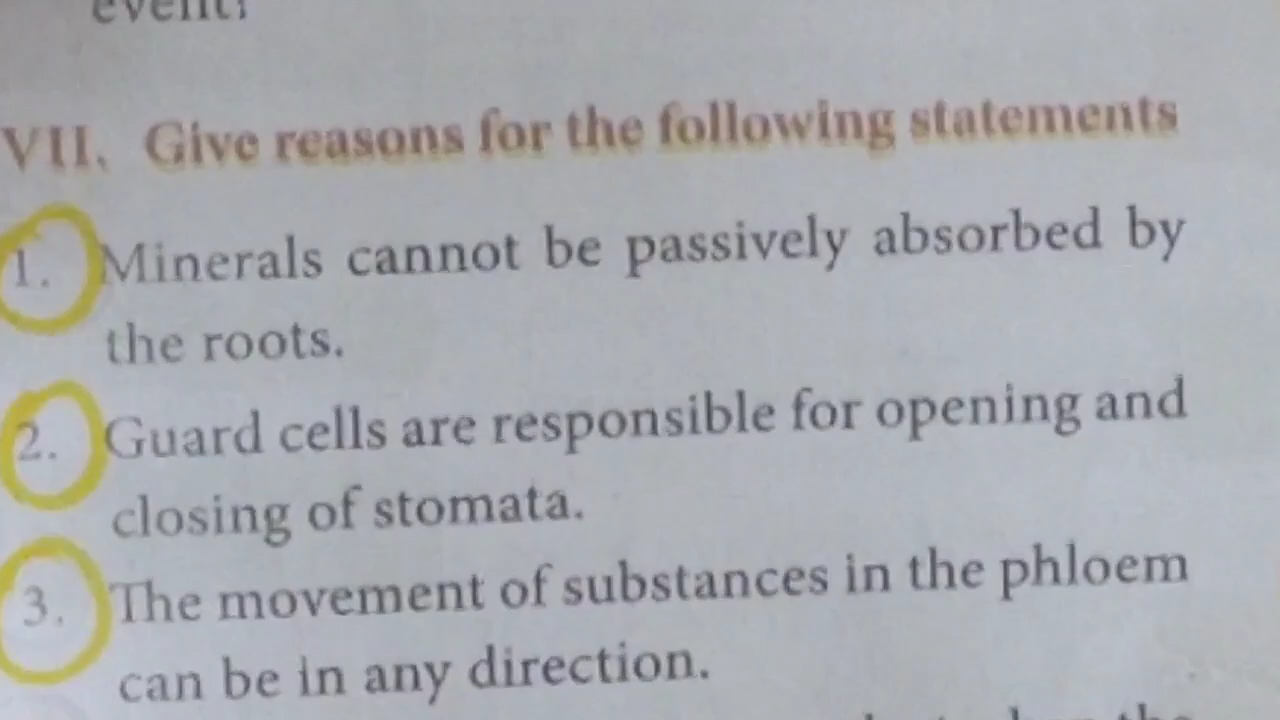 event?
VII. Give reasons for the following statements
1. Minerals cannot be passively absorbed by
the roots.
2. Guard cells are responsible for opening and
closing of stomata.
3. The movement of substances in the phloem
can be in any direction.
the